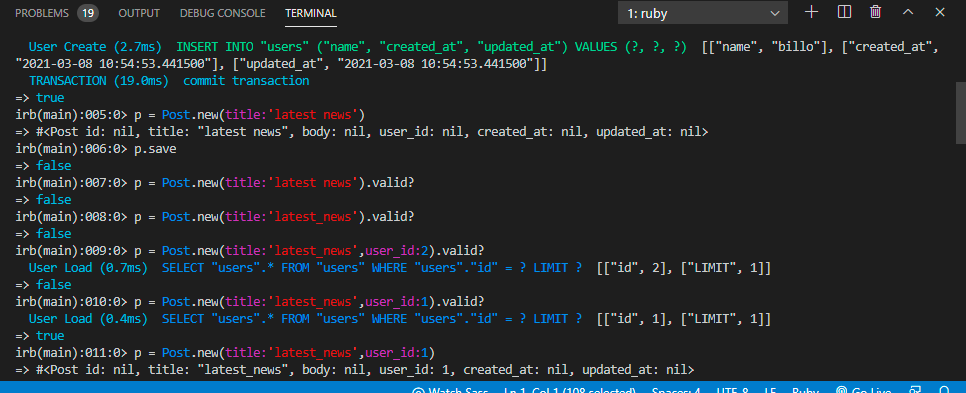 PROBLEMS 19 OUTPUT DEBUG CONSOLE TERMINAL 1: ruby
User Create (2.7ms) INSERT INTO "users" ("name", "created_at", "updated_at") VALUES (?, ?, ?) [["name", "billo"], ["created_at",
"2021-03-08 10:54:53.441500"], ["updated_at", "2021-03-08 10:54:53.441500"]]
TRANSACTION (19.0ms) commit transaction
=> true
irb(main):005:0> p = Post.new(title:'latest news')
=> #<Post id: nil, title: "latest news", body: nil, user_id: nil, created_at: nil, updated_at: nil>
irb(main):006:0> p.save
=> false
irb(main):007:0> p = Post.new(title:'latest news').valid?
=> false
irb(main):008:0> p = Post.new(title:'latest_news').valid?
=> false
irb(main):009:0> p = Post.new(title:'latest_news',user_id:2).valid?
User Load (0.7ms) SELECT "users".* FROM "users" WHERE "users"."id" = ? LIMIT ? [["id", 2], ["LIMIT", 1]]
=> false
irb(main):010:0> p = Post.new(title:'latest_news',user_id:1).valid?
User Load (0.4ms) SELECT "users".* FROM "users" WHERE "users"."id" = ? LIMIT ? [["id", 1], ["LIMIT", 1]]
=> true
irb(main):011:0> p = Post.new(title:'latest_news',user_id:1)
=> #<Post id: nil, title: "latest_news", body: nil, user_id: 1, created_at: nil, updated_at: nil>
Watch Sass Ln 1, Col 1 (108 selected) Spaces: 4 UTF-8 LF Ruby Go Live